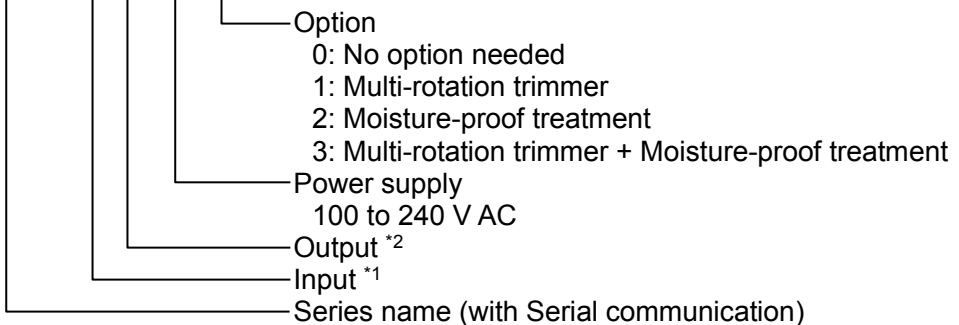 Option
0: No option needed
1: Multi-rotation trimmer
2: Moisture-proof treatment
3: Multi-rotation trimmer + Moisture-proof treatment
Power supply
100 to 240 V AC
Output *2
Input *1
Series name (with Serial communication)